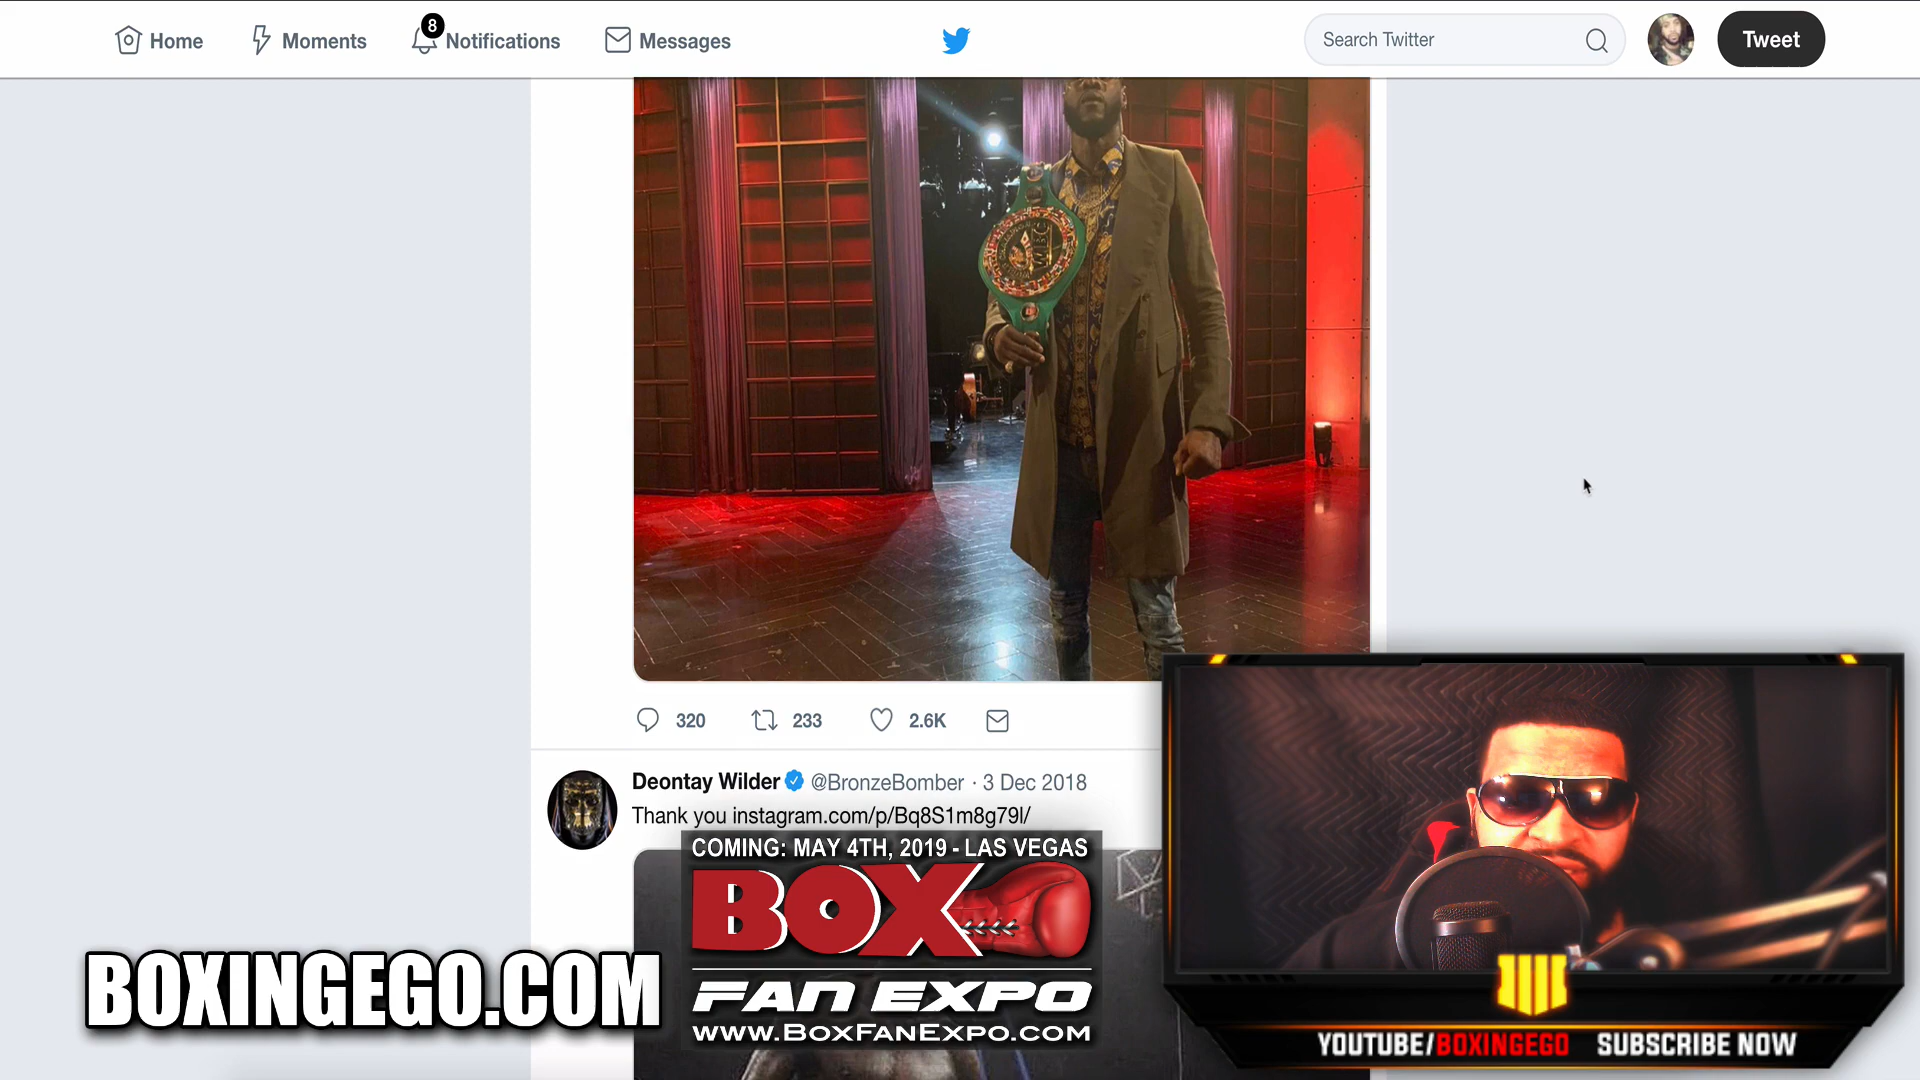 Home
Moments
8
Notifications
Messages
Search Twitter
Tweet
WBC
320
233
2.6K
Deontay Wilder @BronzeBomber · 3 Dec 2018
Thank you instagram.com/p/Bq8S1m8g79l/
COMING: MAY 4TH, 2019 - LAS VEGAS
BOX
FAN EXPO
WWW.BOXFANEXPO.COM
BOXINGEGO.COM
YOUTUBE/BOXINGEGO SUBSCRIBE NOW